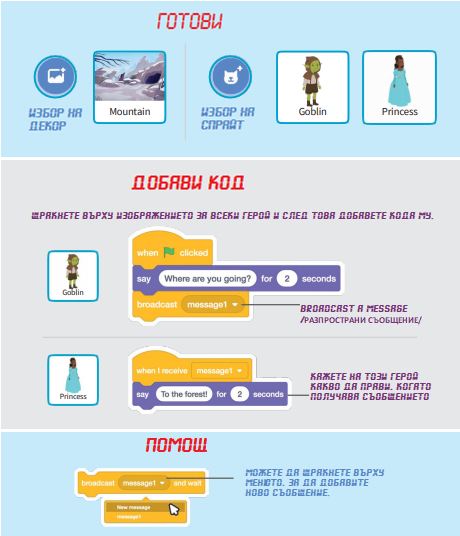 ГОТОВИ
ИЗБОР НА
ДЕКОР
Mountain
ИЗБОР НА
СПРАЙТ
Goblin
Princess
ДОБАВИ КОД
ЩРАКНЕТЕ ВЪРХУ ИЗОБРАЖЕНИЕТО ЗА ВСЕКИ ГЕРОЙ И СЛЕД ТОВА ДОБАВЕТЕ КОДА МУ.
Goblin
when clicked
say Where are you going? for 2 seconds
broadcast message1
BROADCAST A MESSAGE
/РАЗПРОСТРАНИ СЪОБЩЕНИЕ/
Princess
when I receive message1
say To the forest! for 2 seconds
КАЖЕТЕ НА ТОЗИ ГЕРОЙ
КАКВО ДА ПРАВИ, КОГАТО
ПОЛУЧАВА СЪОБЩЕНИЕТО
ПОМОЩ
broadcast message1 and wait
New message
message1
МОЖЕТЕ ДА ЩРАКНЕТЕ ВЪРХУ
МЕНЮТО, ЗА ДА ДОБАВИТЕ
НОВО СЪОБЩЕНИЕ.